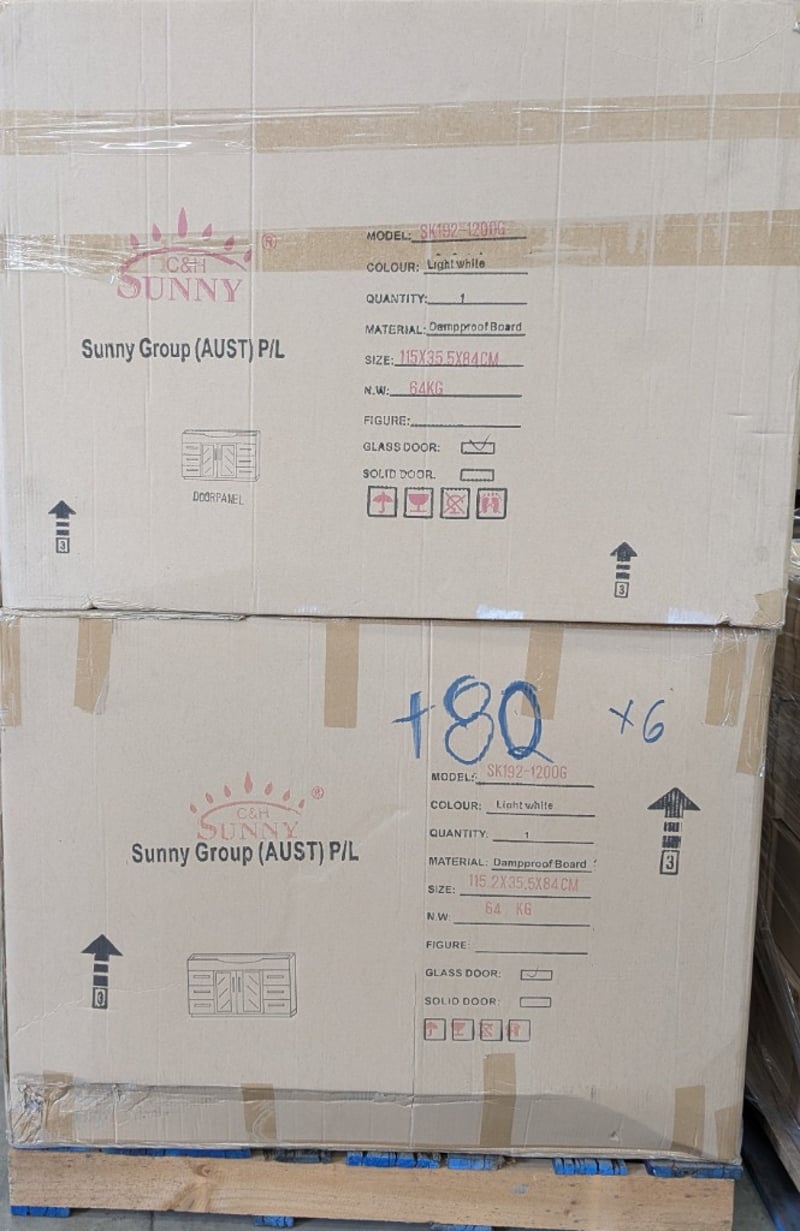 C&H
SUNNY
®
Sunny Group (AUST) P/L
DOORPANEL
3
MODEL: SK192-1200G
COLOUR: Light white
QUANTITY: 1
MATERIAL: Dampproof Board
SIZE: 115X35.5X84CM
N.W: 64KG
FIGURE:
GLASS DOOR:
SOLID DOOR:
3
+80 x6
C&H
SUNNY
®
Sunny Group (AUST) P/L
MODEL: SK192-1200G
COLOUR: Light white
QUANTITY: 1
MATERIAL: Dampproof Board
SIZE: 115.2X35.5X84CM
N.W: 64 KG
FIGURE:
GLASS DOOR:
SOLID DOOR:
3